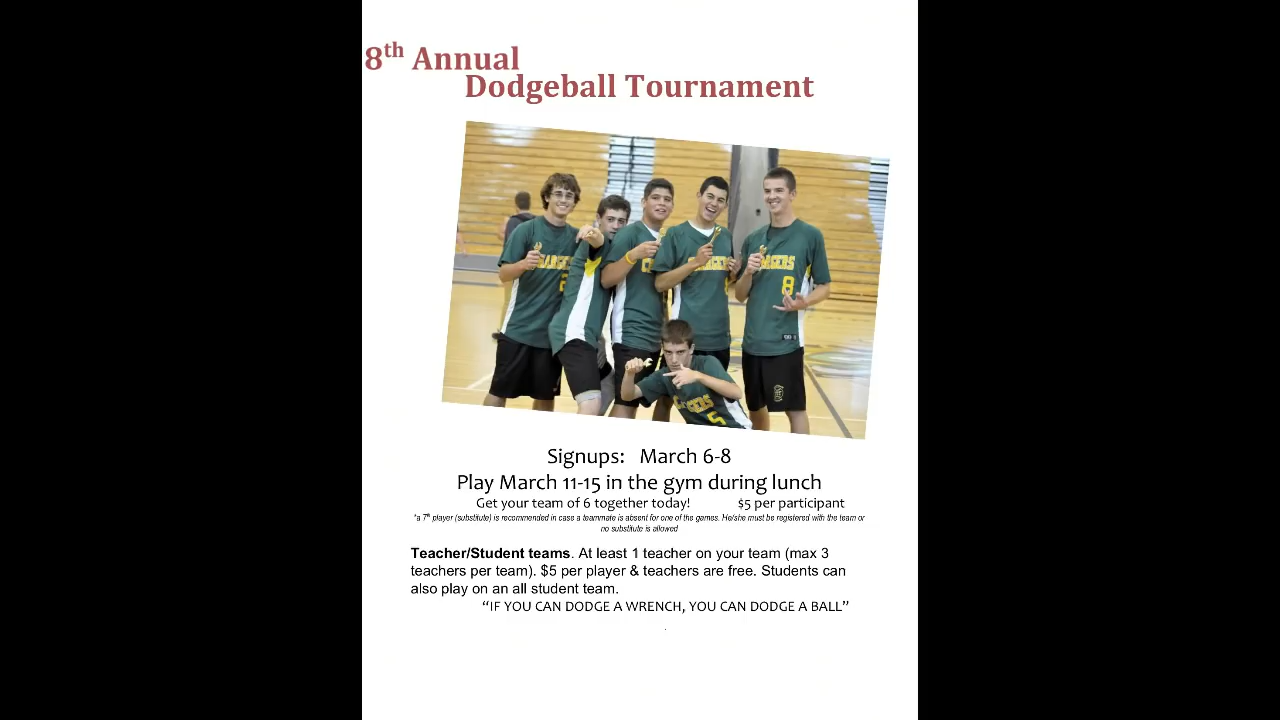 8th Annual
Dodgeball Tournament
CHARGERS
8
5
Signups: March 6-8
Play March 11-15 in the gym during lunch
Get your team of 6 together today! $5 per participant
*a 7th player (substitute) is recommended in case a teammate is absent for one of the games. He/she must be registered with the team or
no substitute is allowed
Teacher/Student teams. At least 1 teacher on your team (max 3
teachers per team). $5 per player & teachers are free. Students can
also play on an all student team.
“IF YOU CAN DODGE A WRENCH, YOU CAN DODGE A BALL”
.